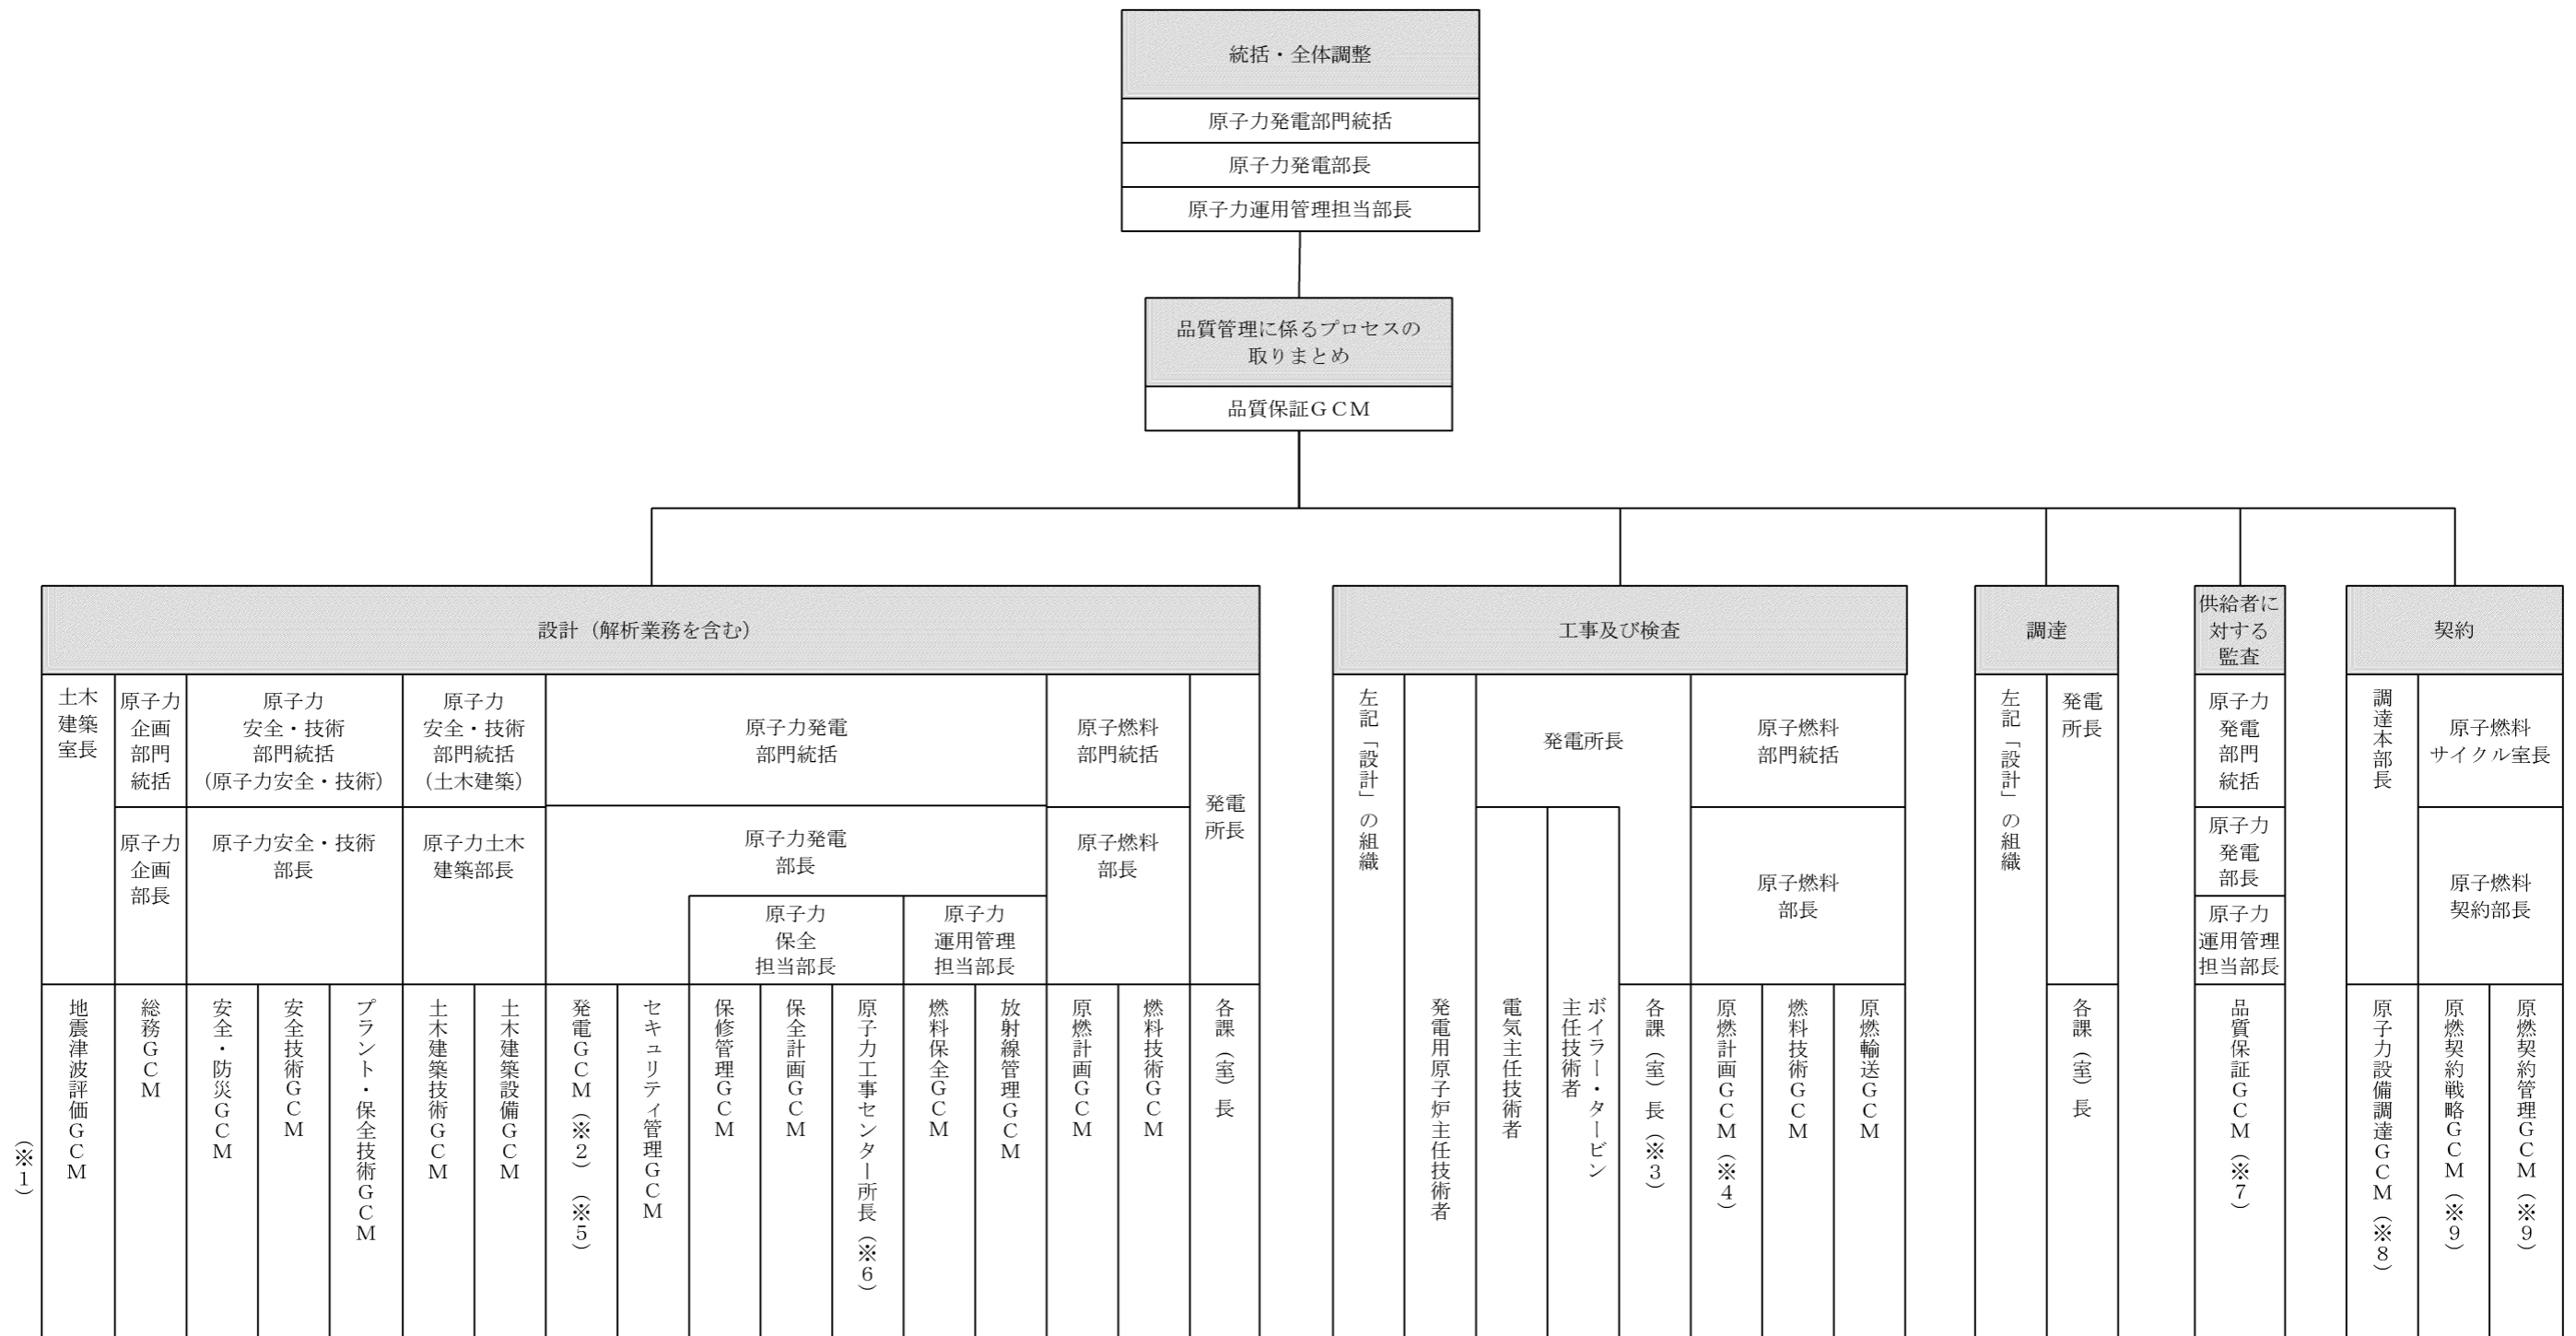 統括・全体調整
原子力発電部門統括
原子力発電部長
原子力運用管理担当部長
品質管理に係るプロセスの
取りまとめ
品質保証ＧＣＭ
設計（解析業務を含む）
土木
建築
室長
原子力
企画
部門
統括
原子力
安全・技術
部門統括
（原子力安全・技術）
原子力
安全・技術
部門統括
（土木建築）
原子力発電
部門統括
原子燃料
部門統括
発電
所長
原子力
企画
部長
原子力安全・技術
部長
原子力土木
建築部長
原子力発電
部長
原子燃料
部長
原子力
保全
担当部長
原子力
運用管理
担当部長
（※１）
地震津波評価ＧＣＭ
総務ＧＣＭ
安全・防災ＧＣＭ
安全技術ＧＣＭ
プラント・保全技術ＧＣＭ
土木建築技術ＧＣＭ
土木建築設備ＧＣＭ
発電ＧＣＭ（※２）（※５）
セキュリティ管理ＧＣＭ
保修管理ＧＣＭ
保全計画ＧＣＭ
原子力工事センター所長（※６）
燃料保全ＧＣＭ
放射線管理ＧＣＭ
原燃計画ＧＣＭ
燃料技術ＧＣＭ
各課（室）長
工事及び検査
左記「設計」の組織
発電所長
原子燃料
部門統括
原子燃料
部長
発電用原子炉主任技術者
電気主任技術者
ボイラー・タービン
主任技術者
各課（室）長（※３）
原燃計画ＧＣＭ（※４）
燃料技術ＧＣＭ
原燃輸送ＧＣＭ
調達
左記「設計」の組織
発電
所長
各課（室）長
供給者に
対する
監査
原子力
発電
部門
統括
原子力
発電
部長
原子力
運用管理
担当部長
品質保証ＧＣＭ（※７）
契約
調達本部長
原子燃料
サイクル室長
原子燃料
契約部長
原子力設備調達ＧＣＭ（※８）
原燃契約戦略ＧＣＭ（※９）
原燃契約管理ＧＣＭ（※９）